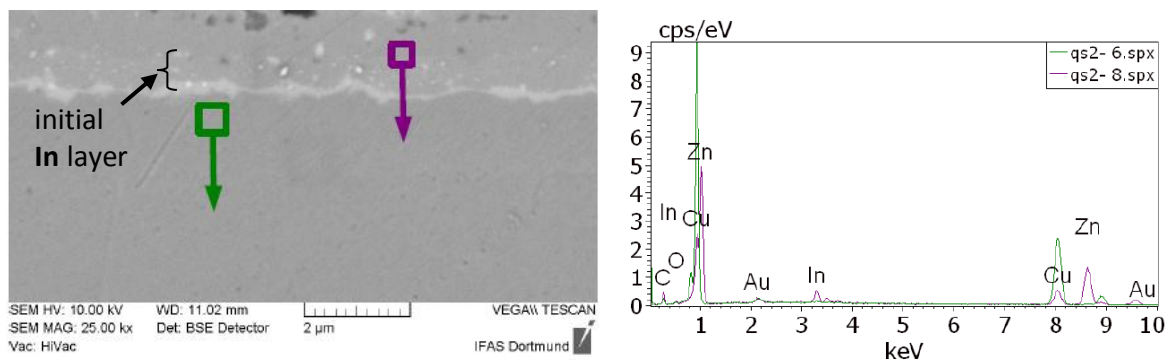 initial
In layer
SEM HV: 10.00 kV WD: 11.02 mm VEGA\\ TESCAN
SEM MAG: 25.00 kx Det: BSE Detector 2 µm
Vac: HiVac IFAS Dortmund
cps/eV
qs2- 6.spx
qs2- 8.spx
9
8
7
6
5
4
3
2
1
0
C
O
In
Cu
Zn
Au
In
Cu
Zn
Au
1 2 3 4 5 6 7 8 9 10
keV